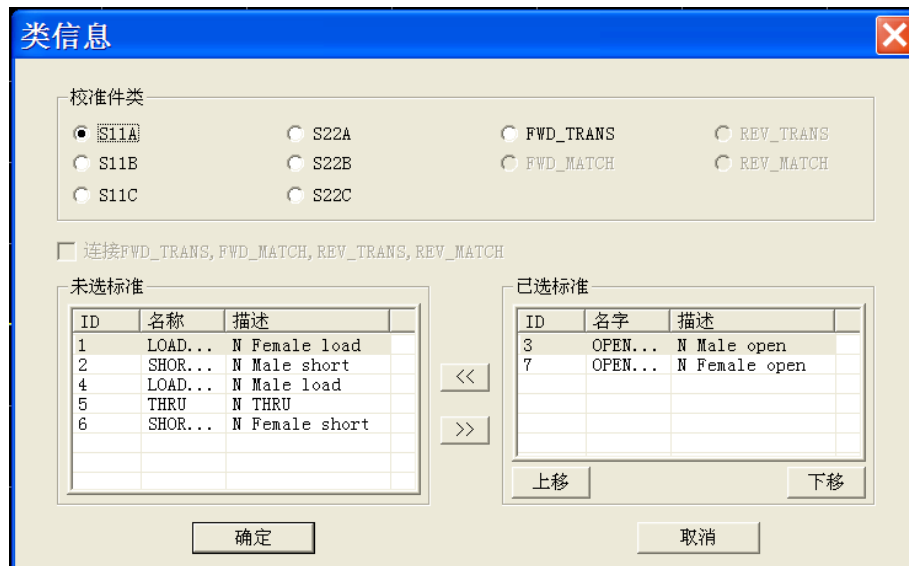 类信息
校准件类
S11A S22A FWD_TRANS REV_TRANS
S11B S22B FWD_MATCH REV_MATCH
S11C S22C
连接FWD_TRANS, FWD_MATCH, REV_TRANS, REV_MATCH
未选标准
ID 名称 描述
1 LOAD... N Female load
2 SHOR... N Male short
4 LOAD... N Male load
5 THRU N THRU
6 SHOR... N Female short
<<
>>
已选标准
ID 名字 描述
3 OPEN... N Male open
7 OPEN... N Female open
上移 下移
确定 取消